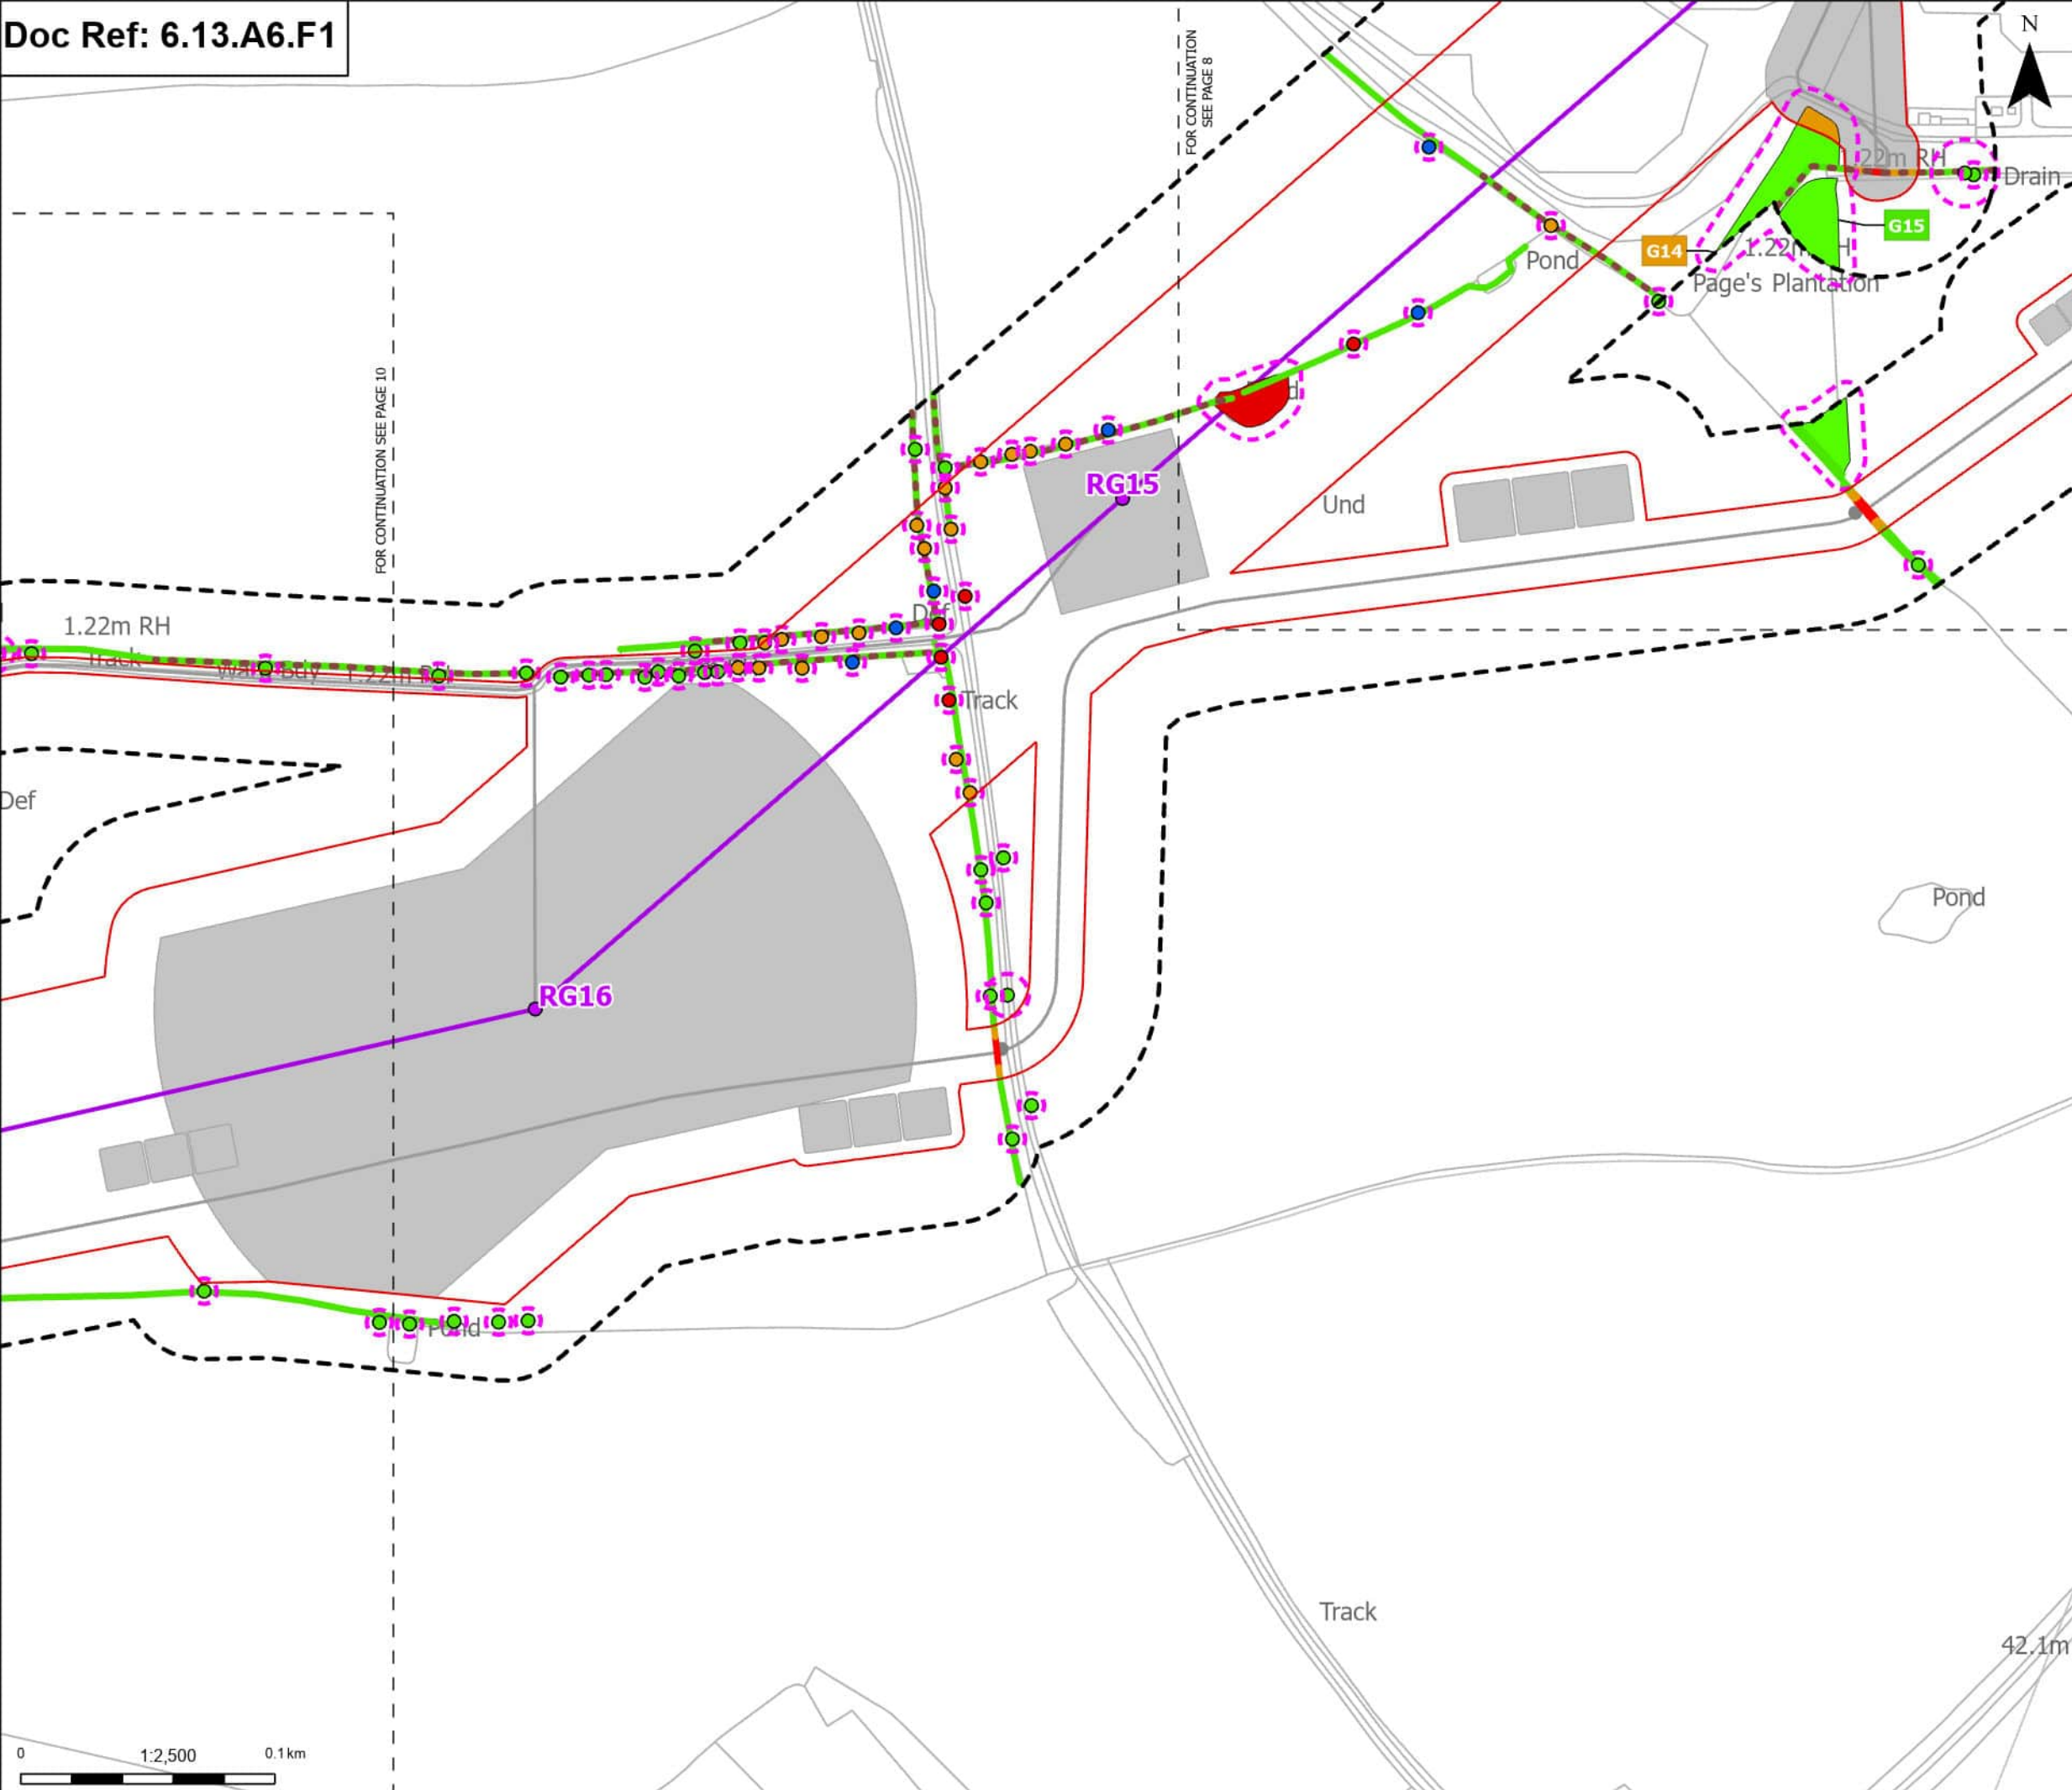 Doc Ref: 6.13.A6.F1
N
FOR CONTINUATION
SEE PAGE 8
22m RH
Drain
G15
G14
Pond
Page's Plantation
FOR CONTINUATION SEE PAGE 10
RG15
Und
Def
1.22m RH
Track
1.22m RH
Track
Def
Pond
RG16
Pond
Track
42.1m
0
1:2,500
0.1 km